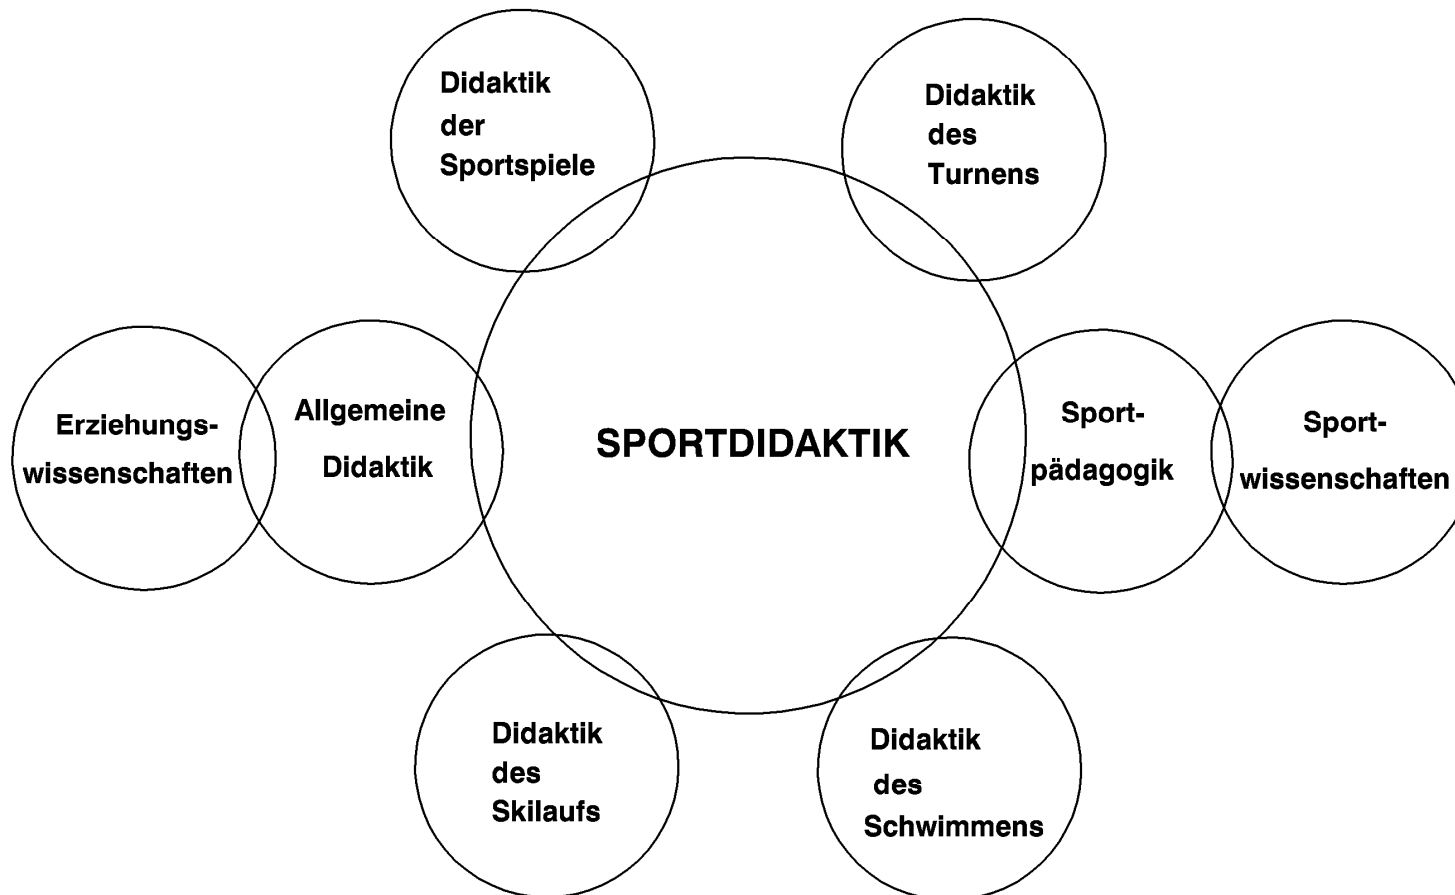 Didaktik
der
Sportspiele
Didaktik
des
Turnens
Erziehungs-
wissenschaften
Allgemeine
Didaktik
SPORTDIDAKTIK
Sport-
pädagogik
Sport-
wissenschaften
Didaktik
des
Skilaufs
Didaktik
des
Schwimmens